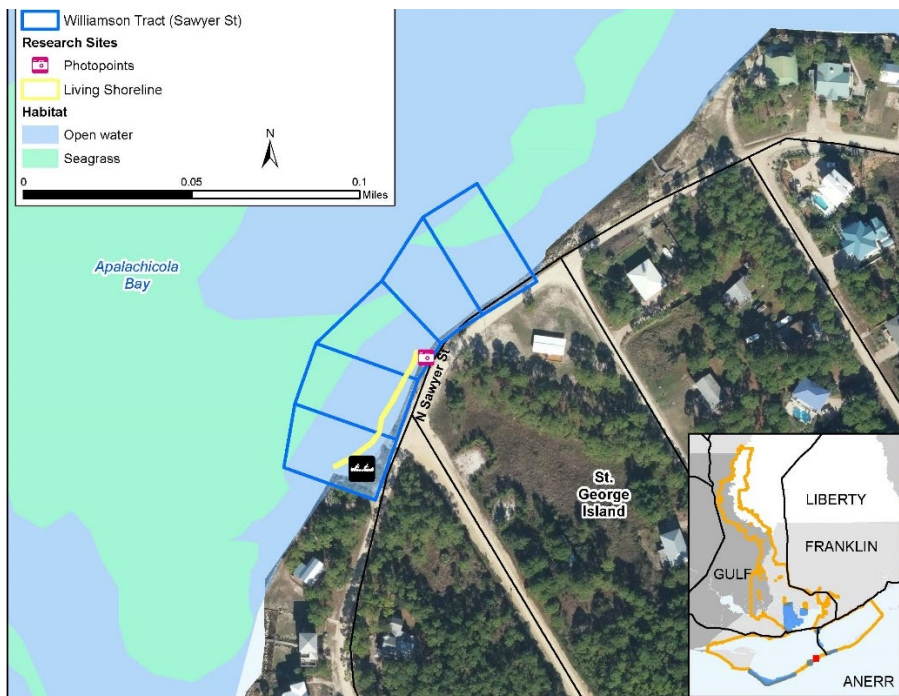 Williamson Tract (Sawyer St)
Research Sites
Photopoints
Living Shoreline
Habitat
Open water
Seagrass
N
0
0.05
0.1
Miles
Apalachicola
Bay
N Sawyer St
St.
George
Island
LIBERTY
FRANKLIN
GULF
ANERR